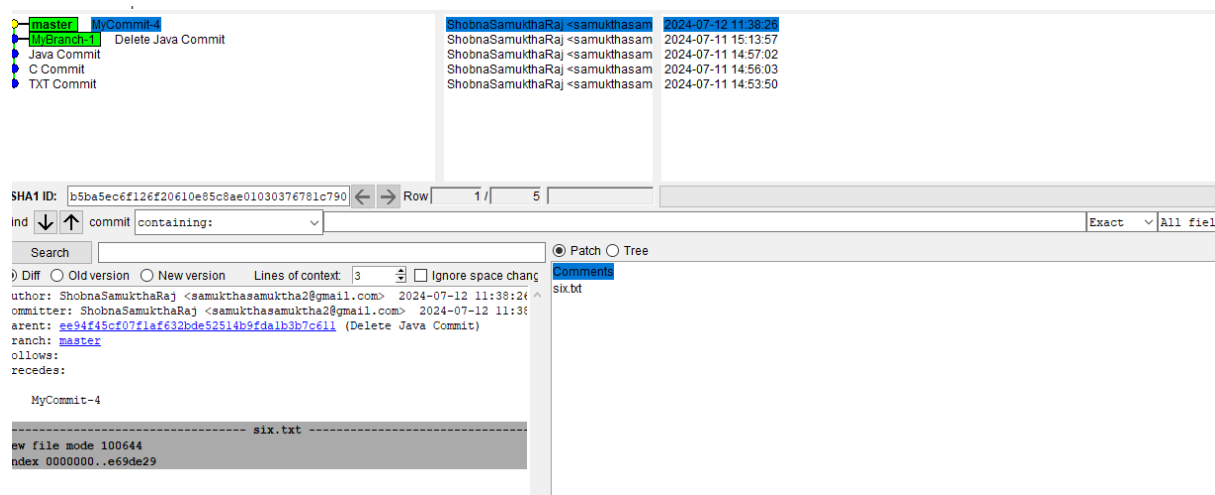 master MyCommit-4 ShobnaSamukthaRaj <samukthasam 2024-07-12 11:38:26
MyBranch-1 Delete Java Commit ShobnaSamukthaRaj <samukthasam 2024-07-11 15:13:57
Java Commit ShobnaSamukthaRaj <samukthasam 2024-07-11 14:57:02
C Commit ShobnaSamukthaRaj <samukthasam 2024-07-11 14:56:03
TXT Commit ShobnaSamukthaRaj <samukthasam 2024-07-11 14:53:50
SHA1 ID: b5ba5ec6f126f20610e85c8ae01030376781c790 Row 1 / 5
ind commit containing: Exact All fiel
Search
Diff Old version New version Lines of context: 3 Ignore space chang
uthor: ShobnaSamukthaRaj <samukthasamuktha2@gmail.com> 2024-07-12 11:38:26
ommitter: ShobnaSamukthaRaj <samukthasamuktha2@gmail.com> 2024-07-12 11:38
arent: ee94f45cf07f1af632bde52514b9fda1b3b7c611 (Delete Java Commit)
ranch: master
ollows:
recedes:
MyCommit-4
six.txt
ew file mode 100644
ndex 0000000..e69de29
Patch Tree
Comments
six.txt